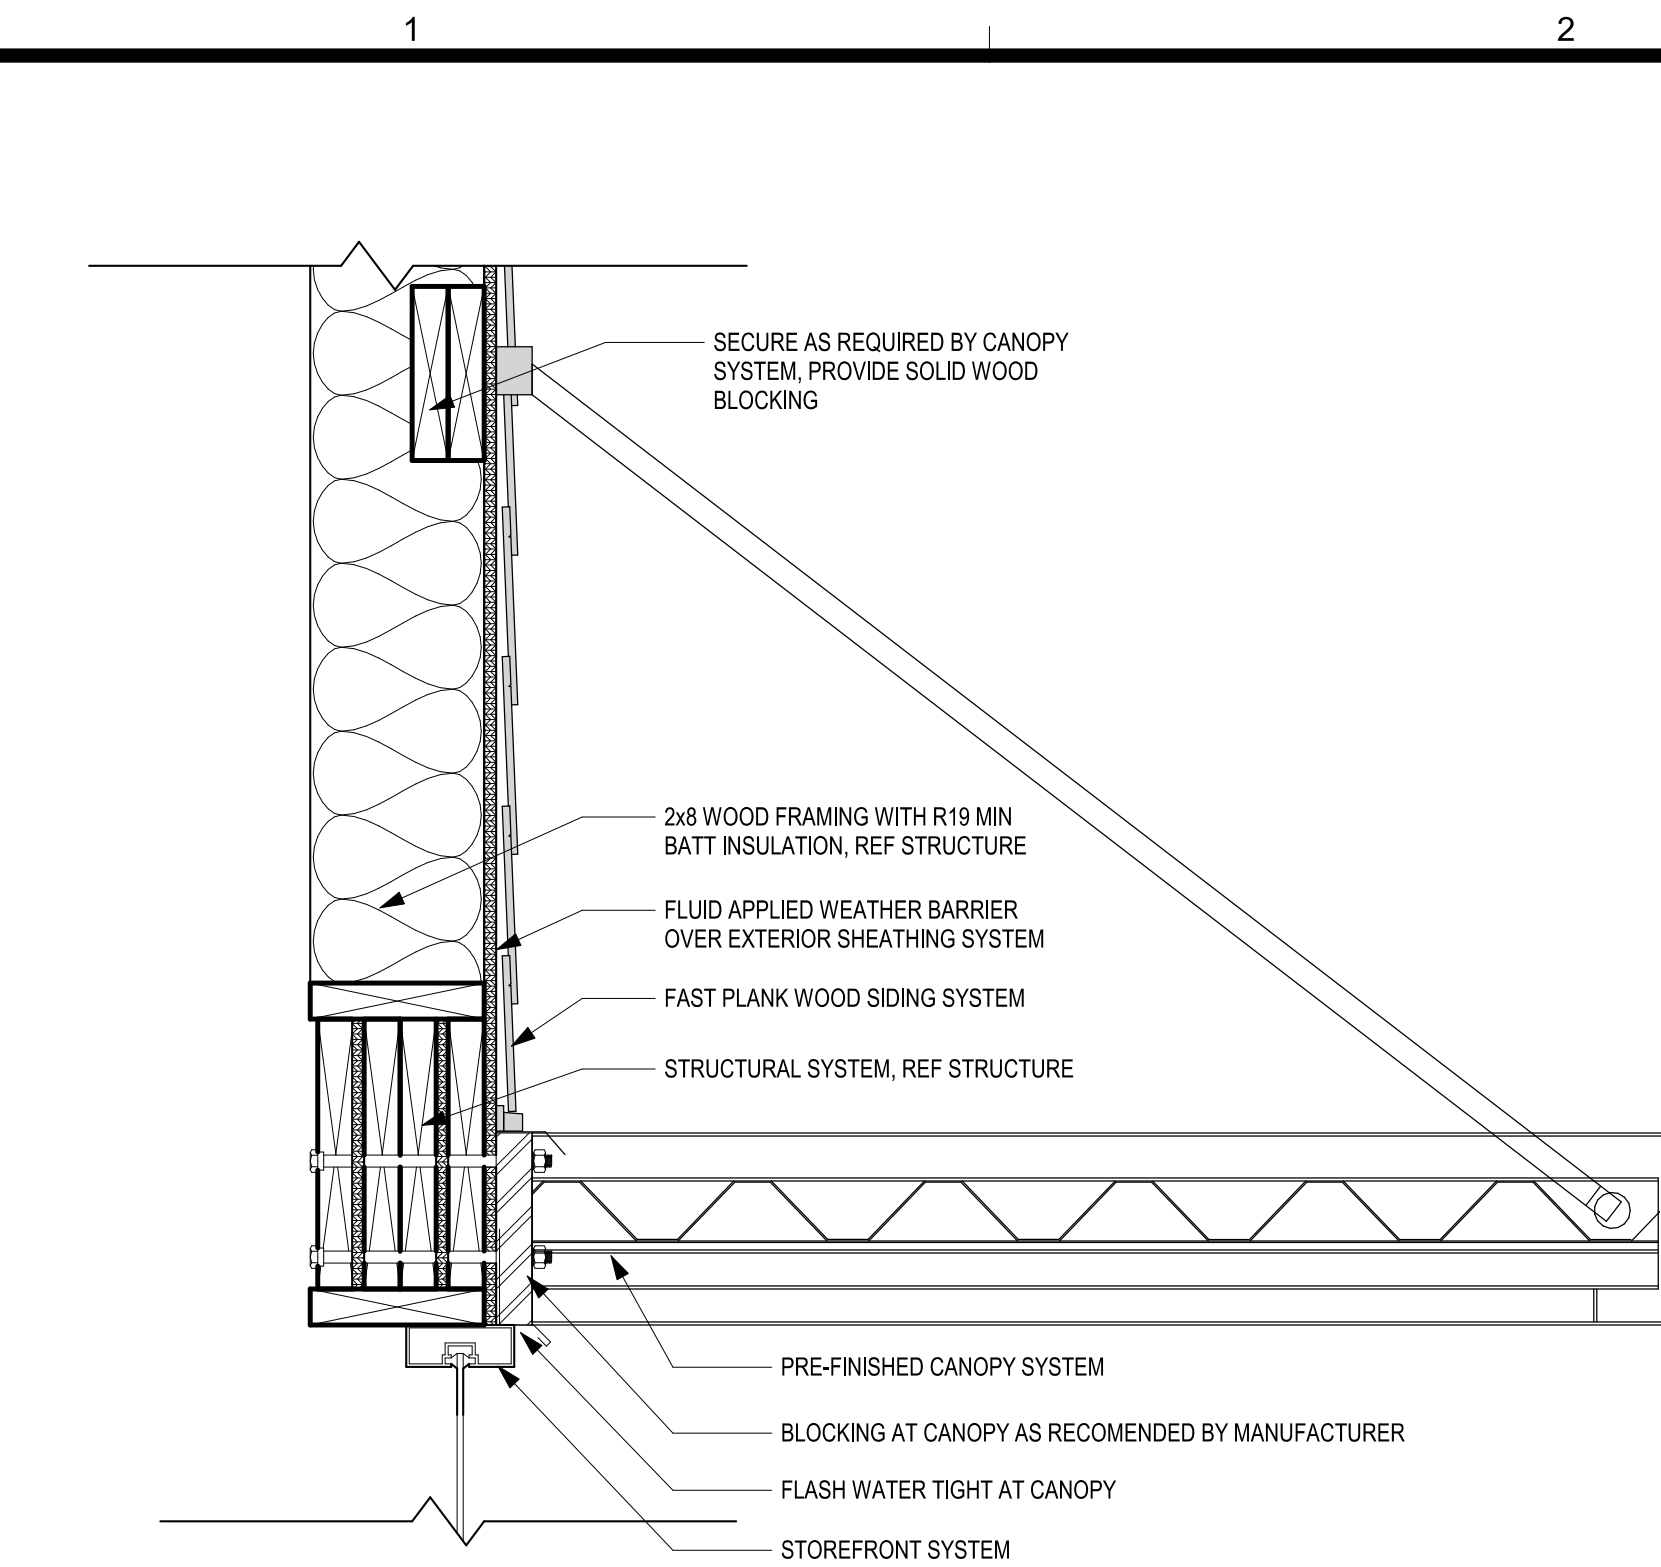 1
2
SECURE AS REQUIRED BY CANOPY
SYSTEM, PROVIDE SOLID WOOD
BLOCKING
2x8 WOOD FRAMING WITH R19 MIN
BATT INSULATION, REF STRUCTURE
FLUID APPLIED WEATHER BARRIER
OVER EXTERIOR SHEATHING SYSTEM
FAST PLANK WOOD SIDING SYSTEM
STRUCTURAL SYSTEM, REF STRUCTURE
PRE-FINISHED CANOPY SYSTEM
BLOCKING AT CANOPY AS RECOMENDED BY MANUFACTURER
FLASH WATER TIGHT AT CANOPY
STOREFRONT SYSTEM